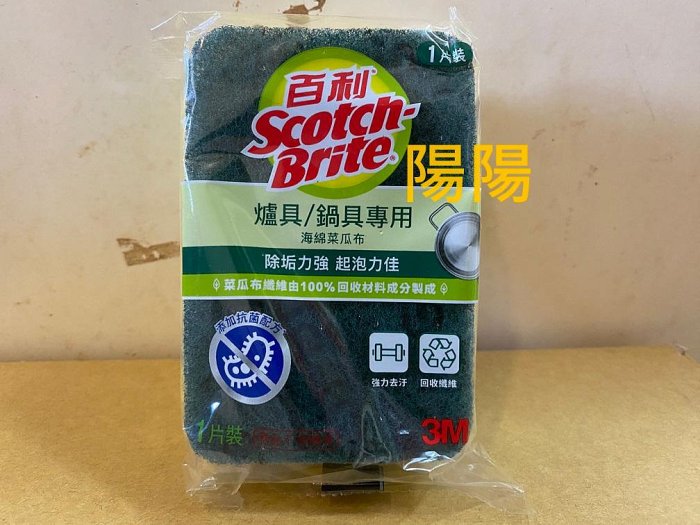 1片裝
百利
Scotch-
Brite
陽陽
爐具/鍋具專用
海綿菜瓜布
除垢力強 起泡力佳
菜瓜布纖維由100%回收材料成分製成
添加抗菌配方
強力去汙
回收纖維
1片裝
3M